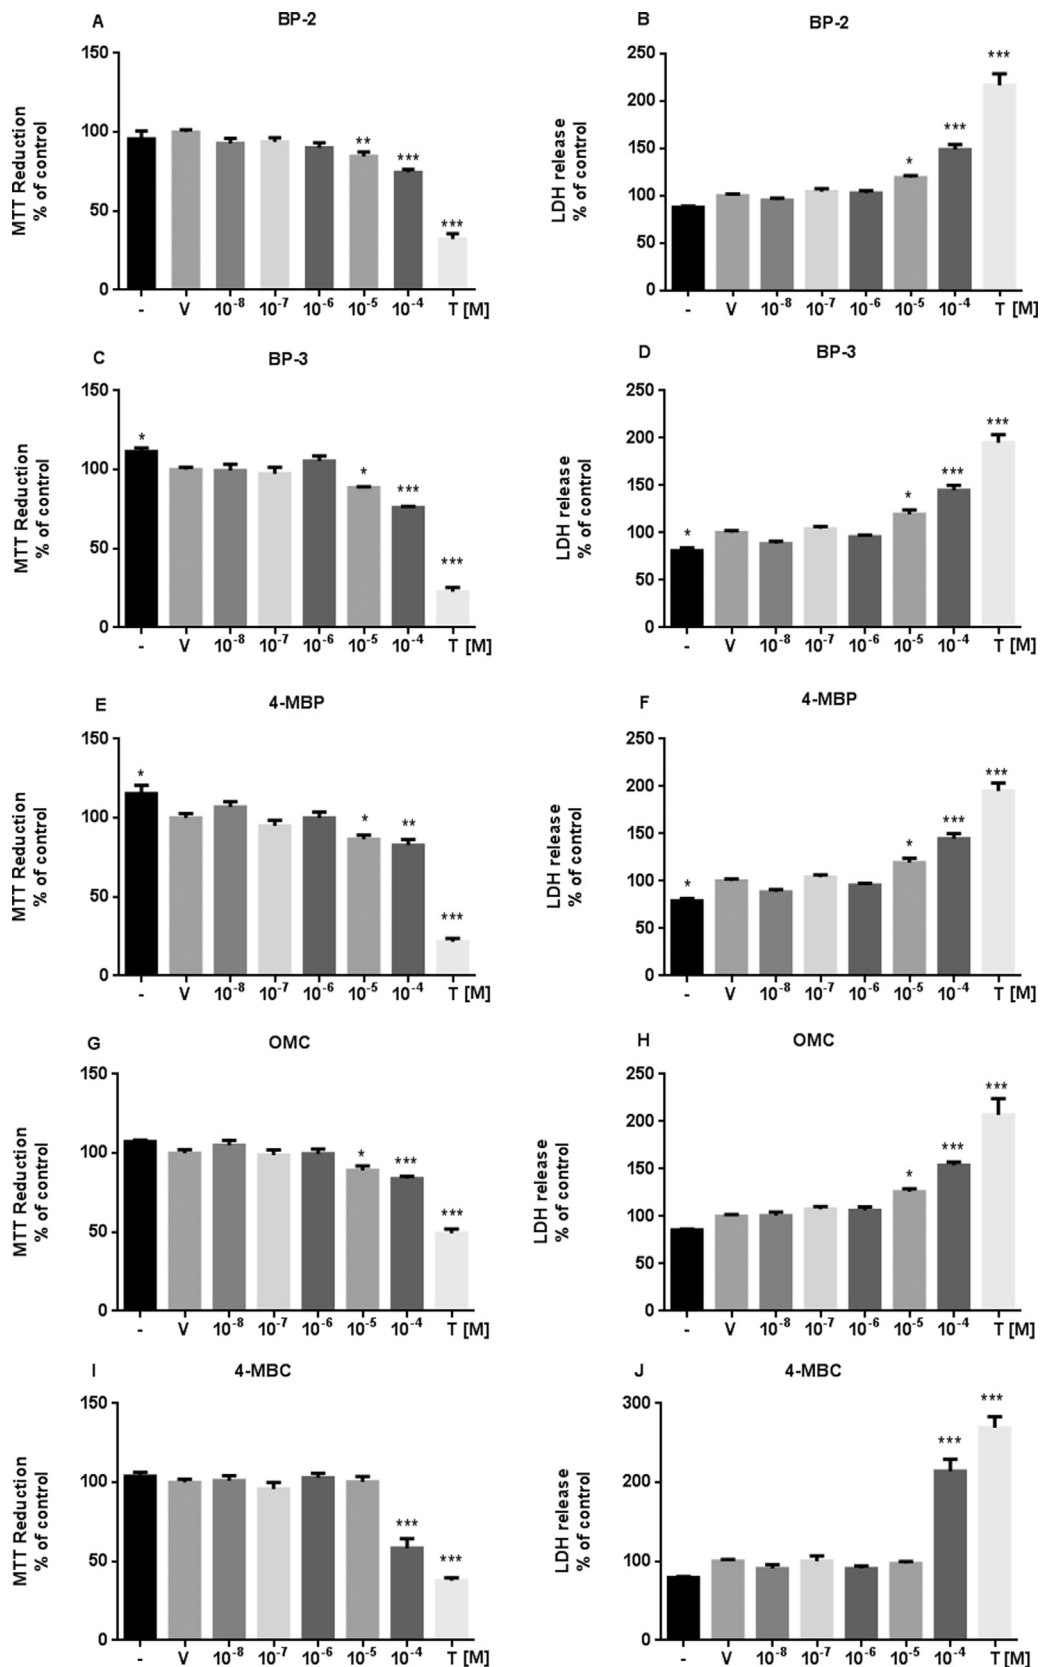 A BP-2
150
100
50
0
MTT Reduction
% of control
** *** ***
- V 10⁻⁸ 10⁻⁷ 10⁻⁶ 10⁻⁵ 10⁻⁴ T [M]
B BP-2
250
200
150
100
50
0
LDH release
% of control
* *** ***
- V 10⁻⁸ 10⁻⁷ 10⁻⁶ 10⁻⁵ 10⁻⁴ T [M]
C BP-3
150
100
50
0
MTT Reduction
% of control
* * *** ***
- V 10⁻⁸ 10⁻⁷ 10⁻⁶ 10⁻⁵ 10⁻⁴ T [M]
D BP-3
250
200
150
100
50
0
LDH release
% of control
* * *** ***
- V 10⁻⁸ 10⁻⁷ 10⁻⁶ 10⁻⁵ 10⁻⁴ T [M]
E 4-MBP
150
100
50
0
MTT Reduction
% of control
* * ** ***
- V 10⁻⁸ 10⁻⁷ 10⁻⁶ 10⁻⁵ 10⁻⁴ T [M]
F 4-MBP
250
200
150
100
50
0
LDH release
% of control
* * *** ***
- V 10⁻⁸ 10⁻⁷ 10⁻⁶ 10⁻⁵ 10⁻⁴ T [M]
G OMC
150
100
50
0
MTT Reduction
% of control
* *** ***
- V 10⁻⁸ 10⁻⁷ 10⁻⁶ 10⁻⁵ 10⁻⁴ T [M]
H OMC
250
200
150
100
50
0
LDH release
% of control
* *** ***
- V 10⁻⁸ 10⁻⁷ 10⁻⁶ 10⁻⁵ 10⁻⁴ T [M]
I 4-MBC
150
100
50
0
MTT Reduction
% of control
*** ***
- V 10⁻⁸ 10⁻⁷ 10⁻⁶ 10⁻⁵ 10⁻⁴ T [M]
J 4-MBC
300
200
100
0
LDH release
% of control
*** ***
- V 10⁻⁸ 10⁻⁷ 10⁻⁶ 10⁻⁵ 10⁻⁴ T [M]